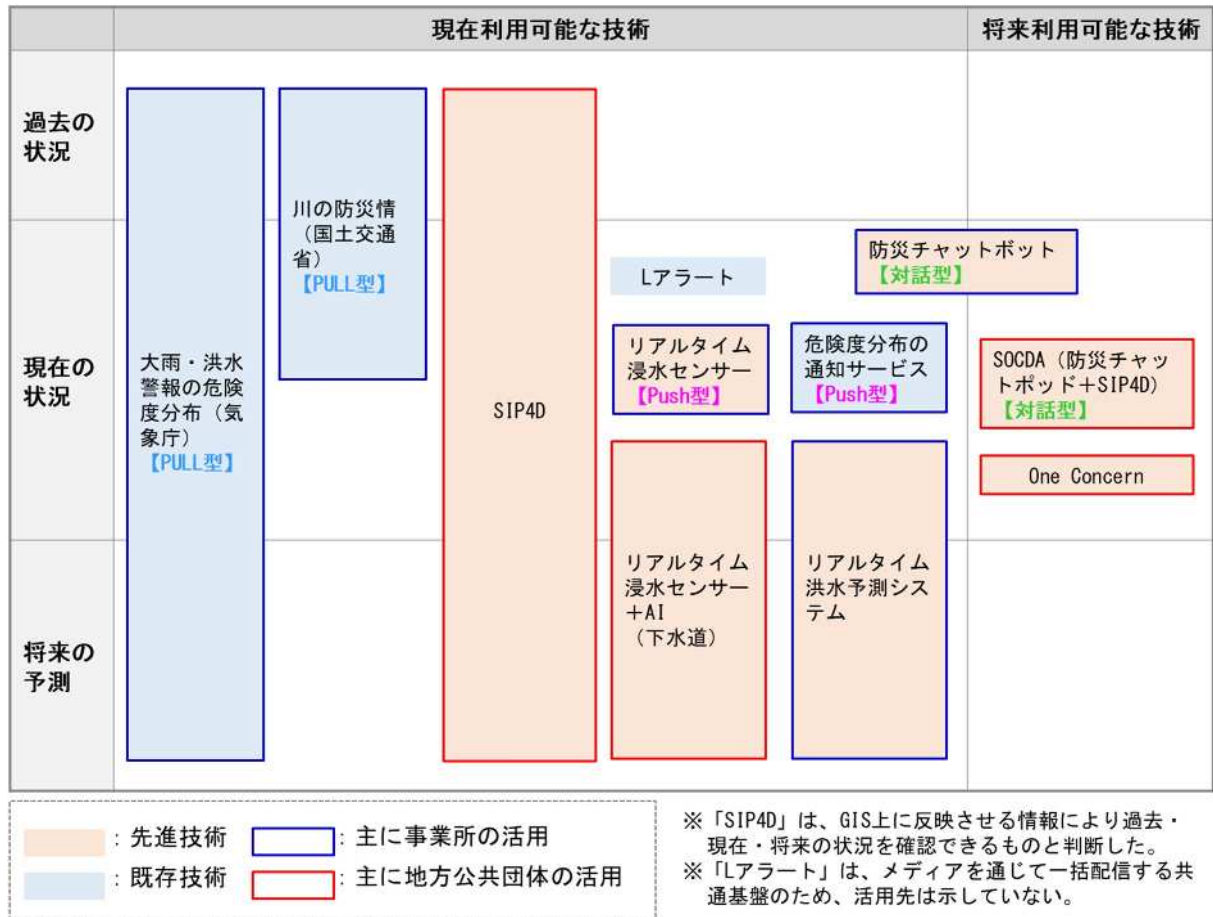 現在利用可能な技術
将来利用可能な技術
過去の
状況
現在の
状況
将来の
予測
大雨・洪水
警報の危険
度分布（気
象庁）
【PULL型】
川の防災情
（国土交通
省）
【PULL型】
SIP4D
Lアラート
リアルタイム
浸水センサー
【Push型】
リアルタイム
浸水センサー
＋AI
（下水道）
防災チャットボット
【対話型】
危険度分布の
通知サービス
【Push型】
リアルタイム
洪水予測シス
テム
SOCDA（防災チャッ
トポッド＋SIP4D）
【対話型】
One Concern
：先進技術
：主に事業所の活用
：既存技術
：主に地方公共団体の活用
※「SIP4D」は、GIS上に反映させる情報により過去・
現在・将来の状況を確認できるものと判断した。
※「Lアラート」は、メディアを通じて一括配信する共
通基盤のため、活用先は示していない。